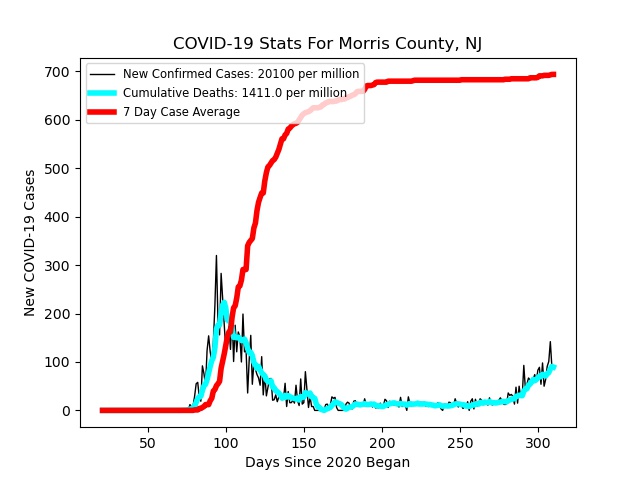 COVID-19 Stats For Morris County, NJ
New Confirmed Cases: 20100 per million
Cumulative Deaths: 1411.0 per million
7 Day Case Average
New COVID-19 Cases
700
600
500
400
300
200
100
0
50
100
150
200
250
300
Days Since 2020 Began